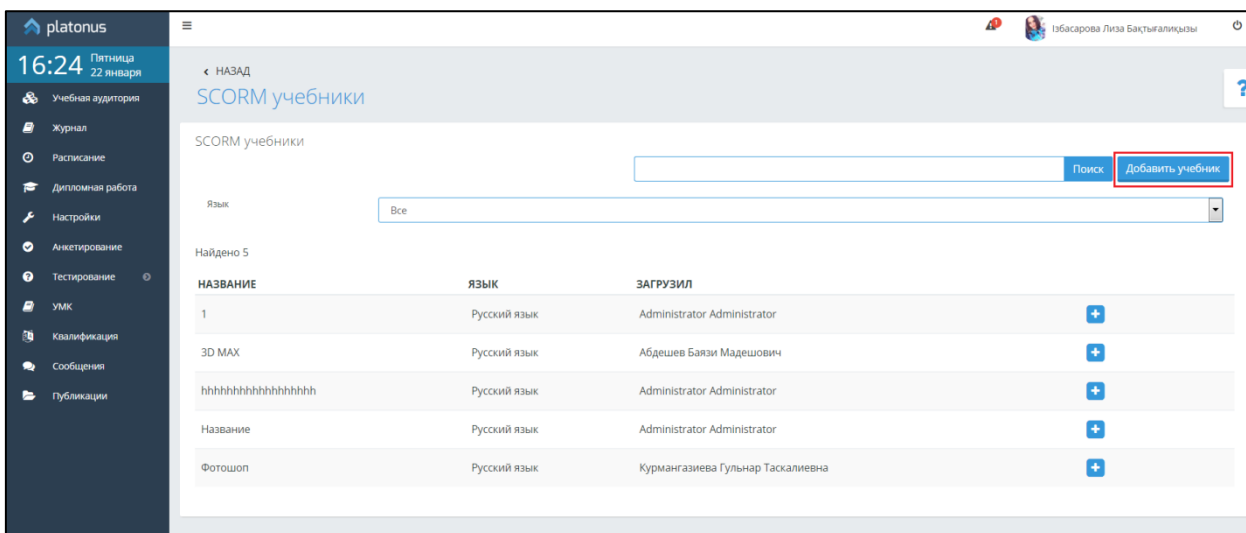 platonus
Ізбасарова Лиза Бақтығалиқызы
16:24 Пятница 22 января
Учебная аудитория
Журнал
Расписание
Дипломная работа
Настройки
Анкетирование
Тестирование
УМК
Квалификация
Сообщения
Публикации
НАЗАД
SCORM учебники
SCORM учебники
Поиск Добавить учебник
Язык Все
Найдено 5
НАЗВАНИЕ ЯЗЫК ЗАГРУЗИЛ
1 Русский язык Administrator Administrator
3D MAX Русский язык Абдешев Баязи Мадешович
hhhhhhhhhhhhhhhhhh Русский язык Administrator Administrator
Название Русский язык Administrator Administrator
Фотошоп Русский язык Курмангазиева Гульнар Таскалиевна